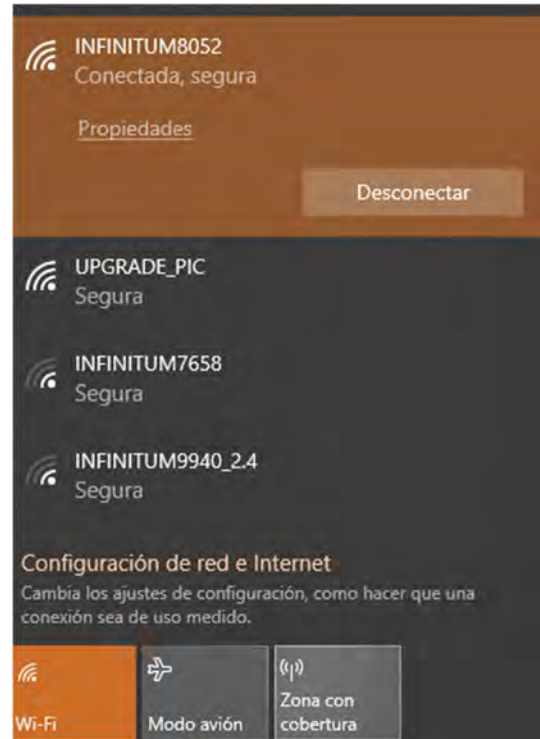 INFINITUM8052
Conectada, segura
Propiedades
Desconectar
UPGRADE_PIC
Segura
INFINITUM7658
Segura
INFINITUM9940_2.4
Segura
Configuración de red e Internet
Cambia los ajustes de configuración, como hacer que una
conexión sea de uso medido.
Wi-Fi
Modo avión
Zona con
cobertura